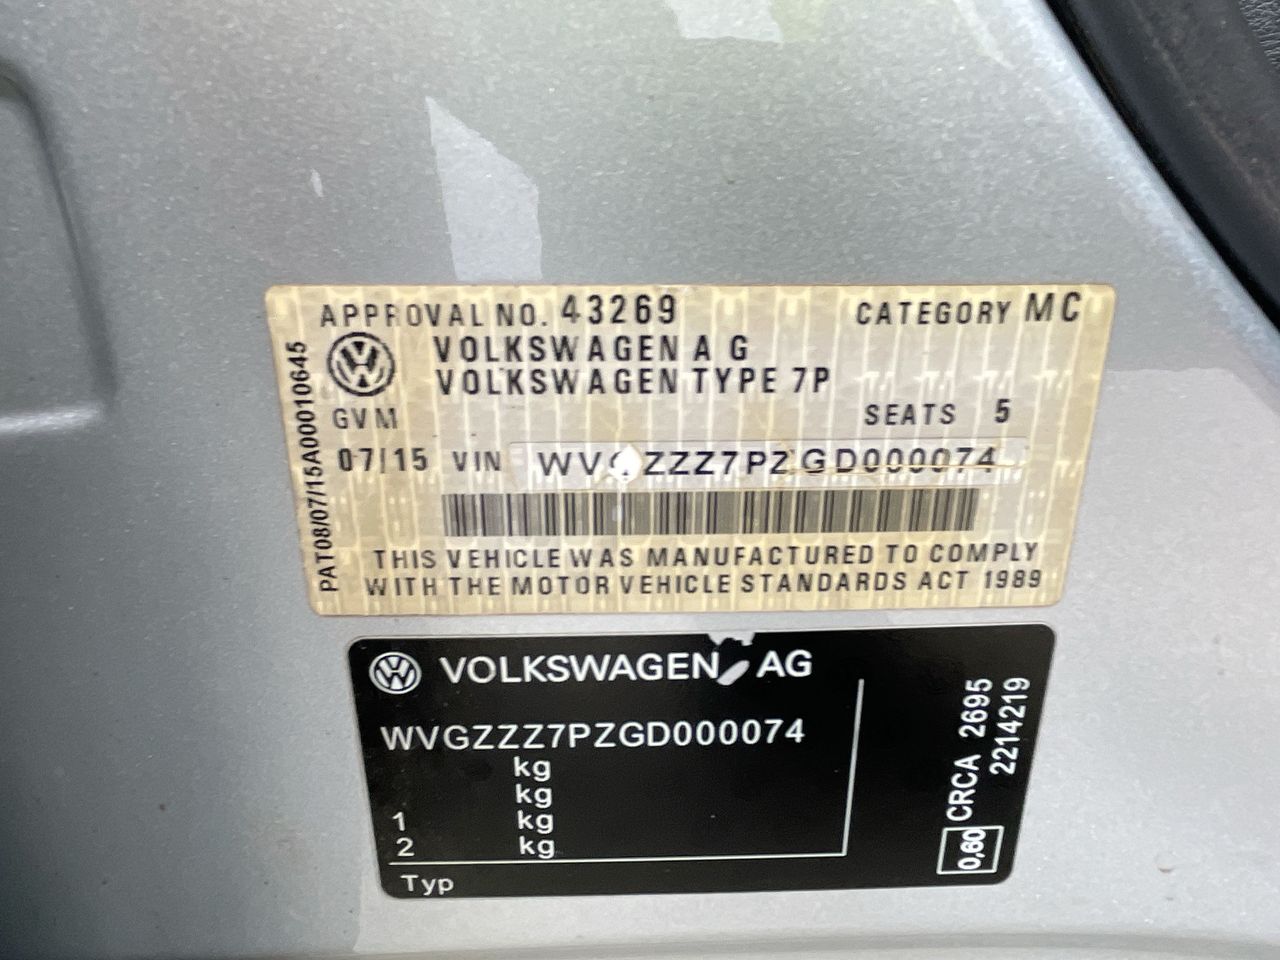 APPROVAL NO. 43269 CATEGORY MC
VOLKSWAGEN A G
VOLKSWAGEN TYPE 7P
GVM SEATS 5
07/15 VIN WVGZZZ7PZGD000074
THIS VEHICLE WAS MANUFACTURED TO COMPLY
WITH THE MOTOR VEHICLE STANDARDS ACT 1989
PAT08/07/15A00010645
VOLKSWAGEN AG
WVGZZZ7PZGD000074
kg
kg
1 kg
2 kg
Typ
0,60 CRCA 2695
2214219